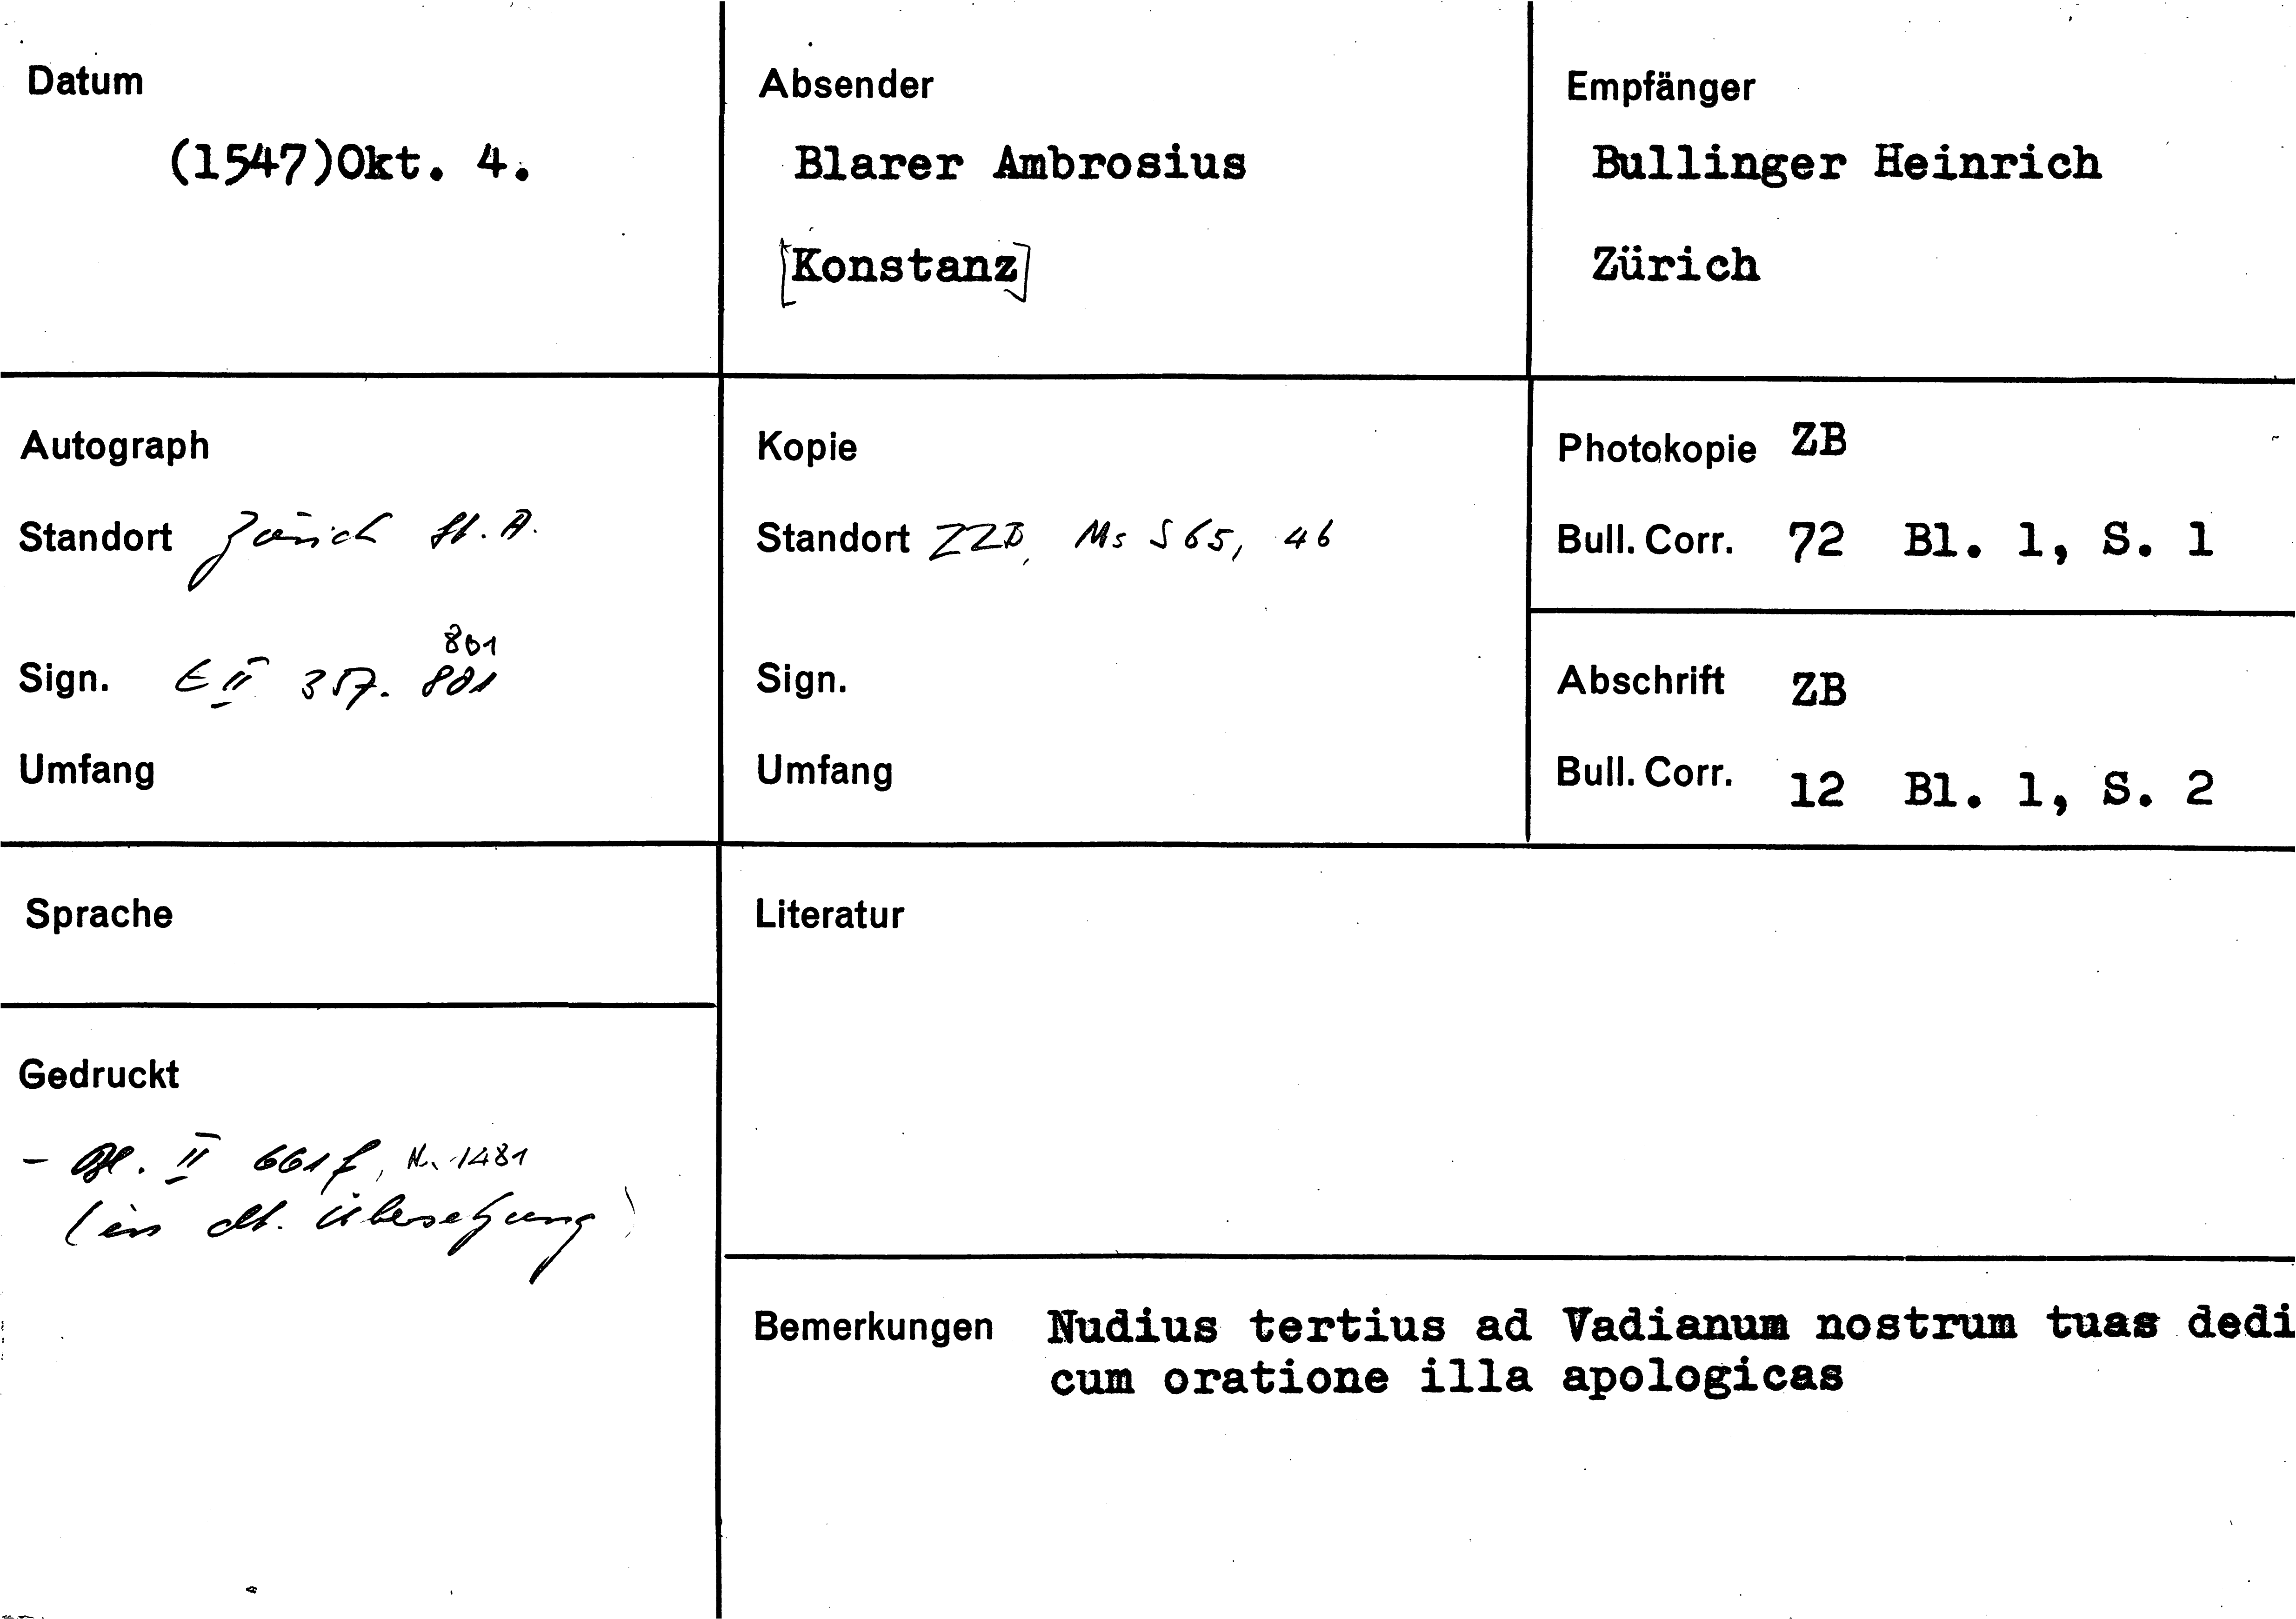 Datum
(1547)Okt. 4.
Absender
Blarer Ambrosius
[Konstanz]
Empfänger
Bullinger Heinrich
Zürich
Autograph
Standort Zürich St. A.
Sign. E II 357. 801
801
Umfang
Kopie
Standort ZZB, Ms S 65, 46
Sign.
Umfang
Photokopie ZB
Bull. Corr. 72 Bl. 1, S. 1
Abschrift ZB
Bull. Corr. 12 Bl. 1, S. 2
Sprache
Gedruckt
- Bl. II 661 f, N. 1481
(in dt. Übersetzung)
Literatur
Bemerkungen Nudius tertius ad Vadianum nostrum tuas dedi
cum oratione illa apologicas